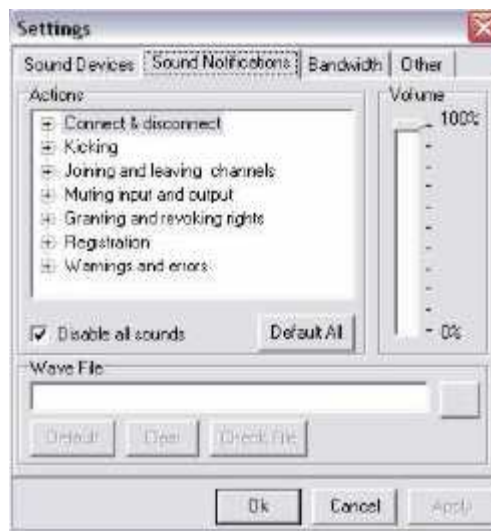 Settings
Sound Devices Sound Notifications Bandwidth Other
Actions
Volume
Connect & disconnect
Kicking
Joining and leaving channels
Muting input and output
Granting and revoking rights
Registration
Warnings and errors
100%
0%
Disable all sounds
Default All
Wave File
Default Clear Check File
Ok Cancel Apply